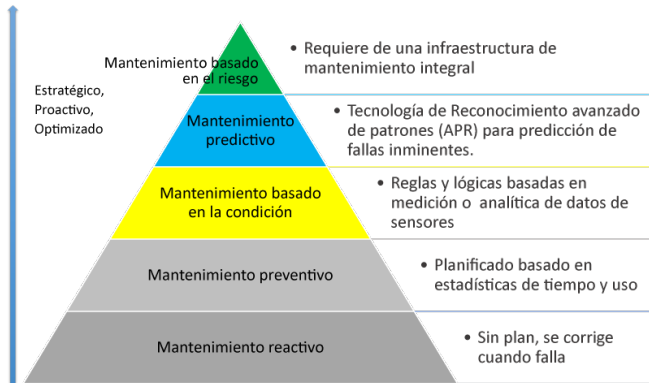 Estratégico,
Proactivo,
Optimizado
Mantenimiento basado
en el riesgo
• Requiere de una infraestructura de
mantenimiento integral
Mantenimiento
predictivo
• Tecnología de Reconocimiento avanzado
de patrones (APR) para predicción de
fallas inminentes.
Mantenimiento basado
en la condición
• Reglas y lógicas basadas en
medición o analítica de datos de
sensores
Mantenimiento preventivo
• Planificado basado en
estadísticas de tiempo y uso
Mantenimiento reactivo
• Sin plan, se corrige
cuando falla